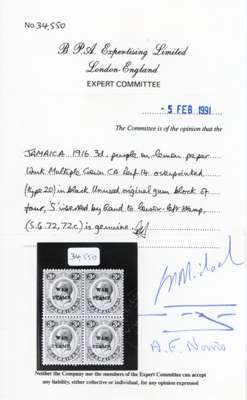 No. 34,550
B. P. A. Expertising Limited
London-England
EXPERT COMMITTEE
- 5 FEB 1991
The Committee is of the opinion that the
JAMAICA 1916 3d. purple on lemon paper
Wmk Multiple Crown CA Perf. 14 overprinted
(type 20) in black Unused original gum block of
four, 'S' inserted by hand to lower-left stamp,
(S.G. 72, 72c) is genuine.
34550
WAR STAMP. WAR STAMP.
WAR STAMP. WAR STAMP.
A. F. Norris
Neither the Company nor the members of the Expert Committee can accept
any liability, either collective or individual, for any opinion expressed